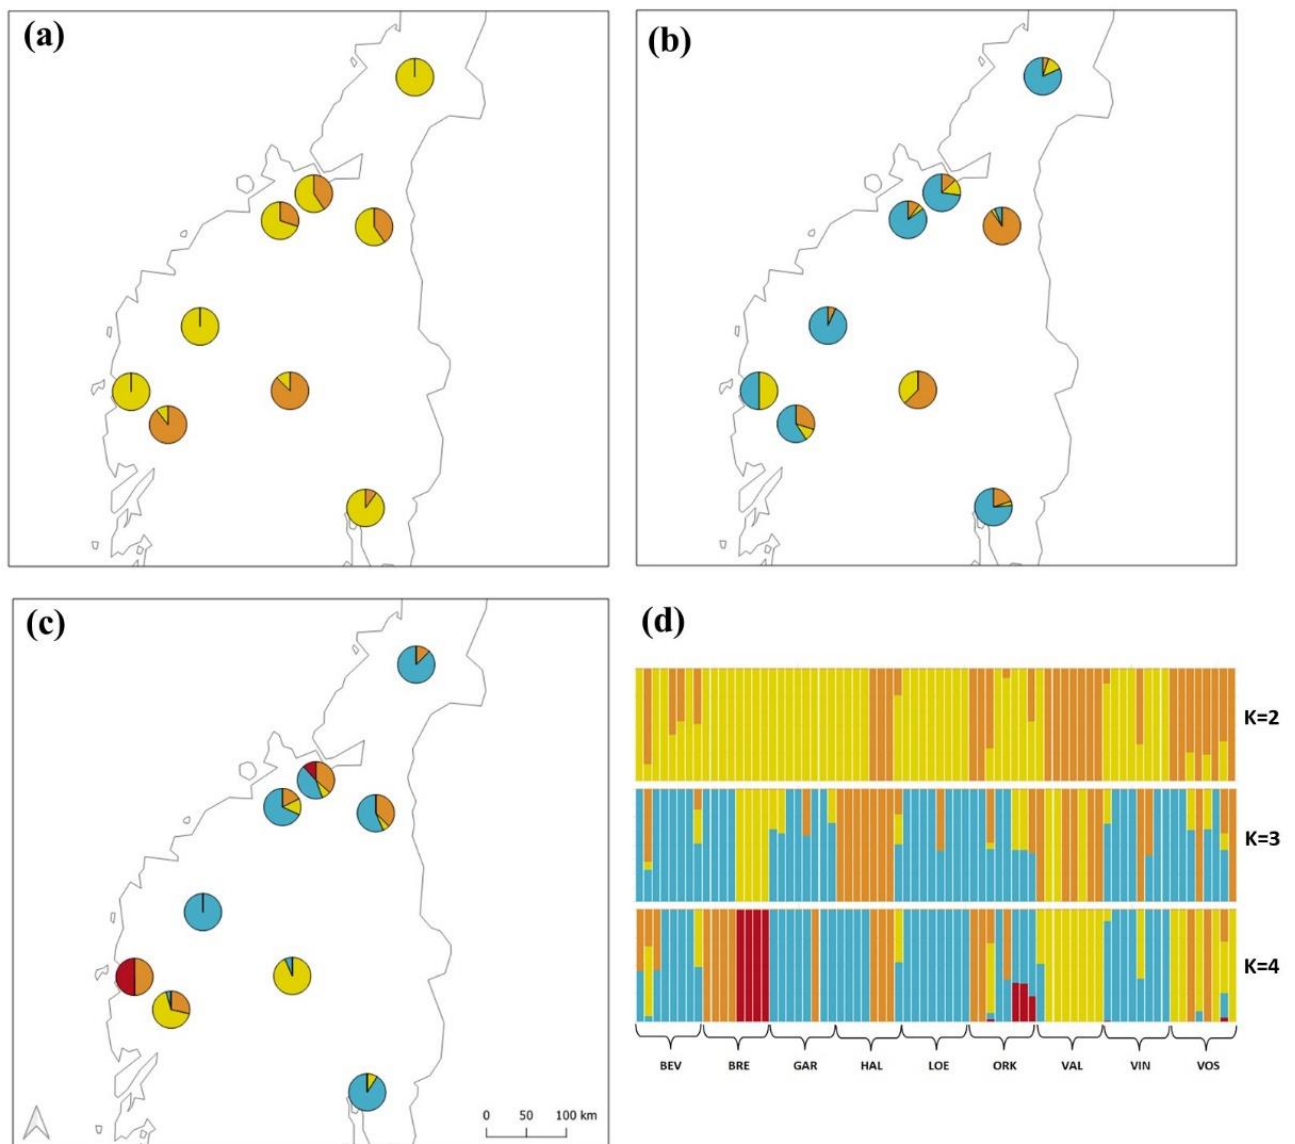 (a)
(b)
(c)
(d)
K=2
K=3
K=4
BEV BRE GAR HAL LOE ORK VAL VIN VOS
0 50 100 km